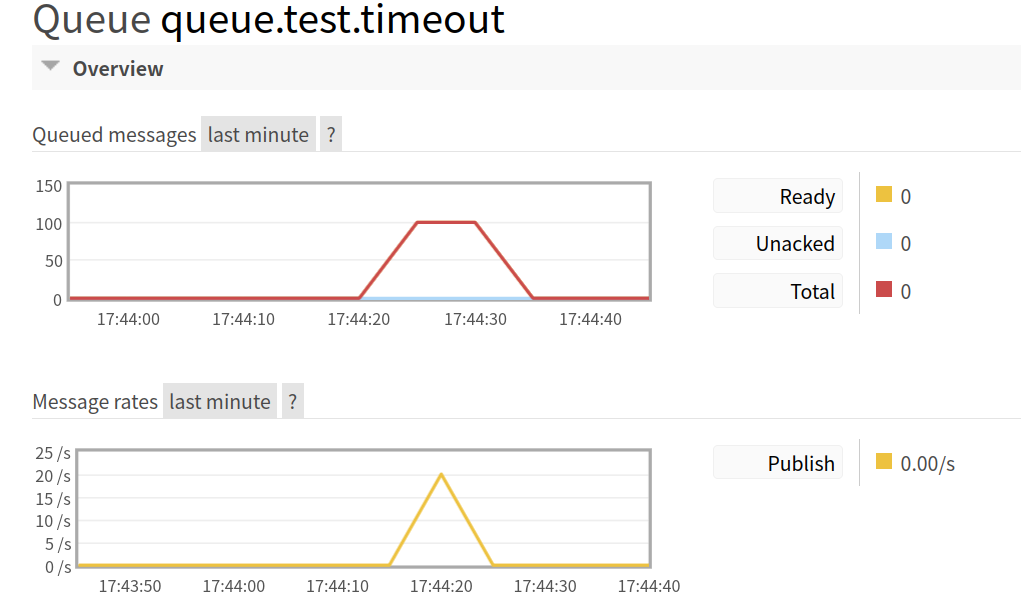 Queue queue.test.timeout
Overview
Queued messages last minute ?
150
100
50
0
17:44:00 17:44:10 17:44:20 17:44:30 17:44:40
Ready 0
Unacked 0
Total 0
Message rates last minute ?
25 /s
20 /s
15 /s
10 /s
5 /s
0 /s
17:43:50 17:44:00 17:44:10 17:44:20 17:44:30 17:44:40
Publish 0.00/s